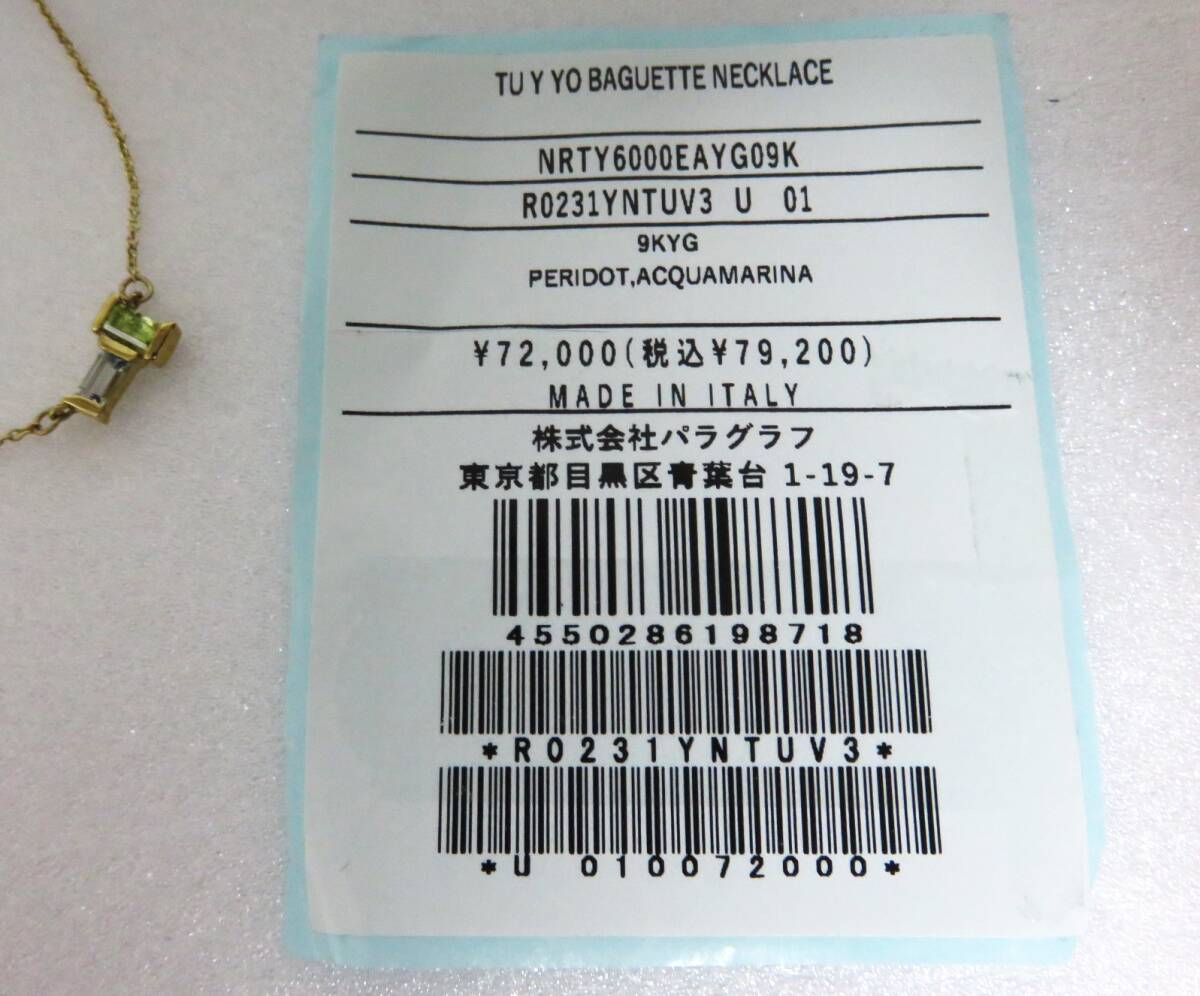 TU Y YO BAGUETTE NECKLACE
NRTY6000EAYG09K
R0231YNTUV3 U 01
9KYG
PERIDOT,ACQUAMARINA
¥72,000(税込¥79,200)
MADE IN ITALY
株式会社パラグラフ
東京都目黒区青葉台 1-19-7
4550286198718
*R0231YNTUV3*
*U 010072000*